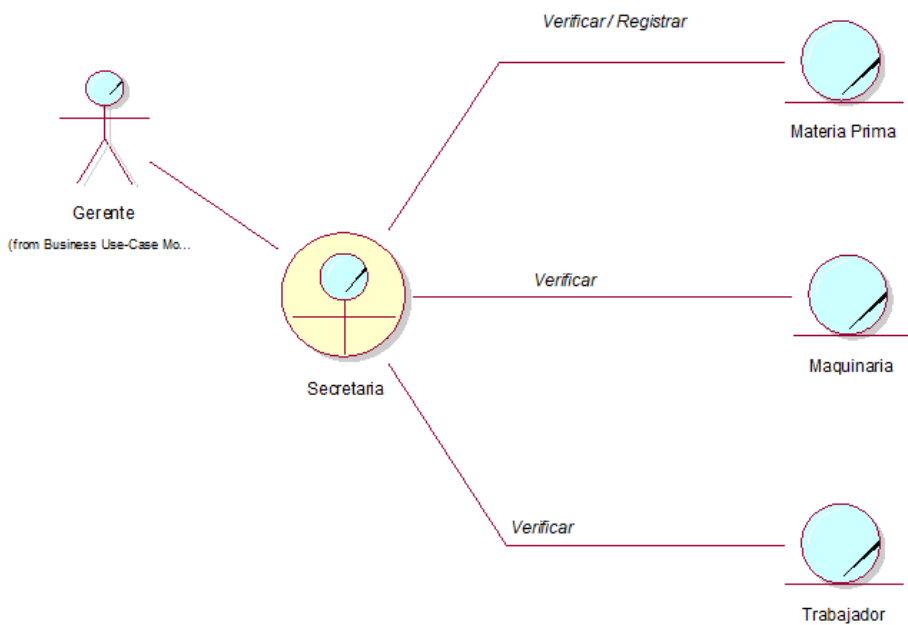 Verificar / Registrar
Materia Prima
Gerente
(from Business Use-Case Mo...
Verificar
Maquinaria
Secretaria
Verificar
Trabajador